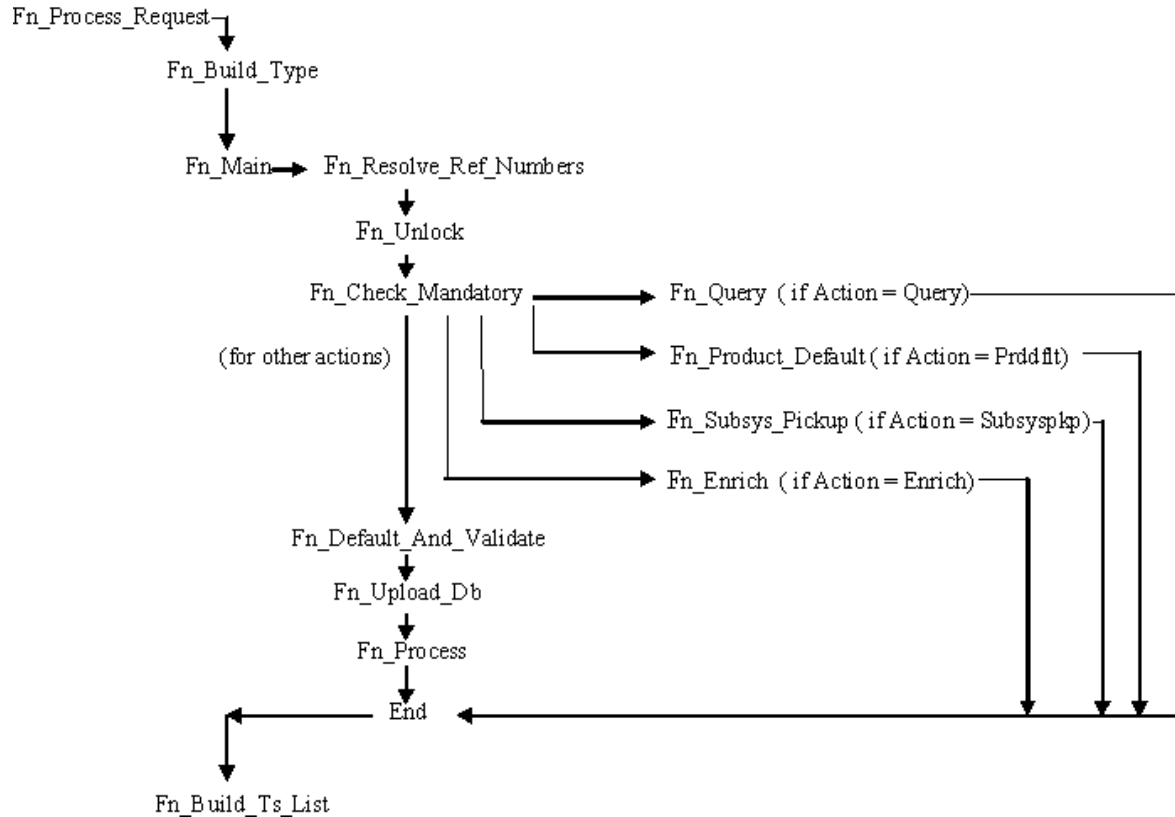 Fn_Process_Request
Fn_Build_Type
Fn_Main
Fn_Resolve_Ref_Numbers
Fn_Unlock
Fn_Check_Mandatory
Fn_Query ( if Action = Query)
(for other actions)
Fn_Product_Default ( if Action = Prddflt)
Fn_Subsys_Pickup ( if Action = Subsyspkp)
Fn_Enrich ( if Action = Enrich)
Fn_Default_And_Validate
Fn_Upload_Db
Fn_Process
End
Fn_Build_Ts_List